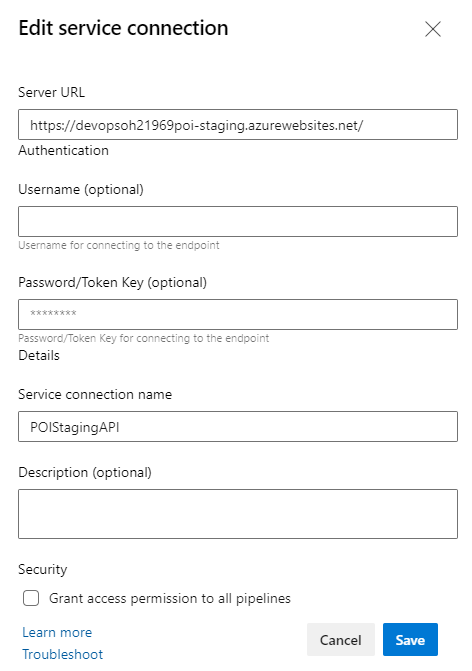 Edit service connection
Server URL
https://devopsoh21969poi-staging.azurewebsites.net/
Authentication
Username (optional)
Username for connecting to the endpoint
Password/Token Key (optional)
********
Password/Token Key for connecting to the endpoint
Details
Service connection name
POIStagingAPI
Description (optional)
Security
Grant access permission to all pipelines
Learn more
Troubleshoot
Cancel
Save